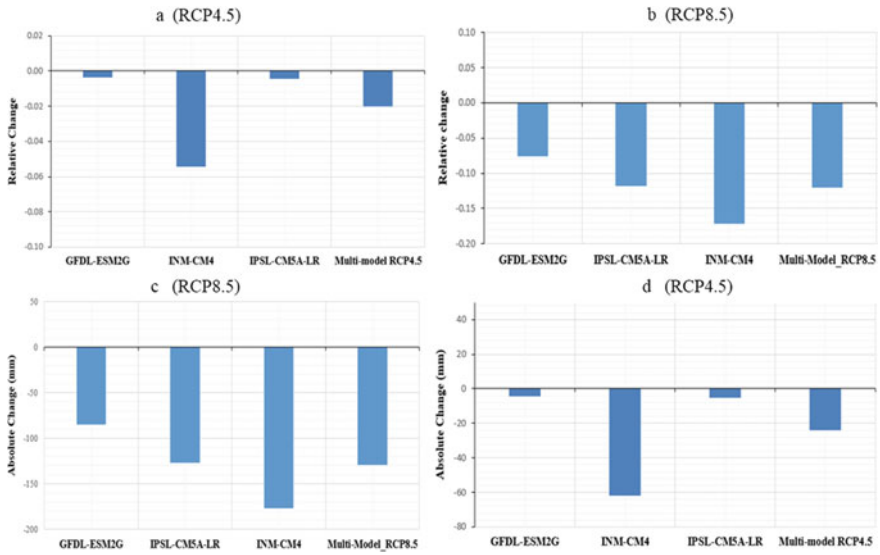 a (RCP4.5)
0.02
0.00
-0.02
-0.04
-0.06
-0.08
-0.10
Relative Change
GFDL-ESM2G INM-CM4 IPSL-CM5A-LR Multi-model RCP4.5
b (RCP8.5)
0.10
0.05
0.00
-0.05
-0.10
-0.15
-0.20
Relative change
GFDL-ESM2G IPSL-CM5A-LR INM-CM4 Multi-Model_RCP8.5
c (RCP8.5)
50
0
-50
-100
-150
-200
Absolute Change (mm)
GFDL-ESM2G IPSL-CM5A-LR INM-CM4 Multi-Model_RCP8.5
d (RCP4.5)
40
20
0
-20
-40
-60
-80
Absolute Change (mm)
GFDL-ESM2G INM-CM4 IPSL-CM5A-LR Multi-model RCP4.5